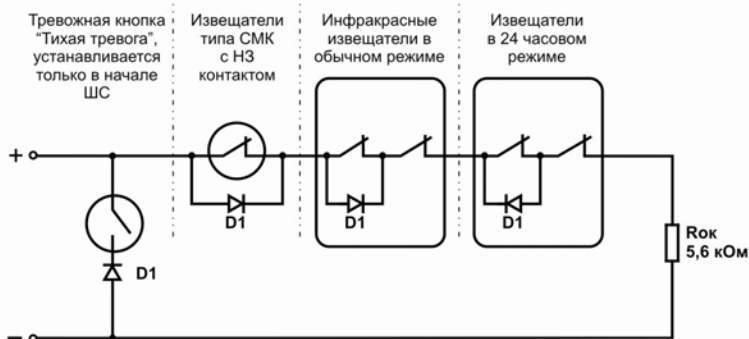 Тревожная кнопка
“Тихая тревога”,
устанавливается
только в начале
ШС
Извещатели
типа СМК
с НЗ
контактом
Инфракрасные
извещатели в
обычном режиме
Извещатели
в 24 часовом
режиме
+
D1
D1
D1
D1
Rок
5,6 кОм
–